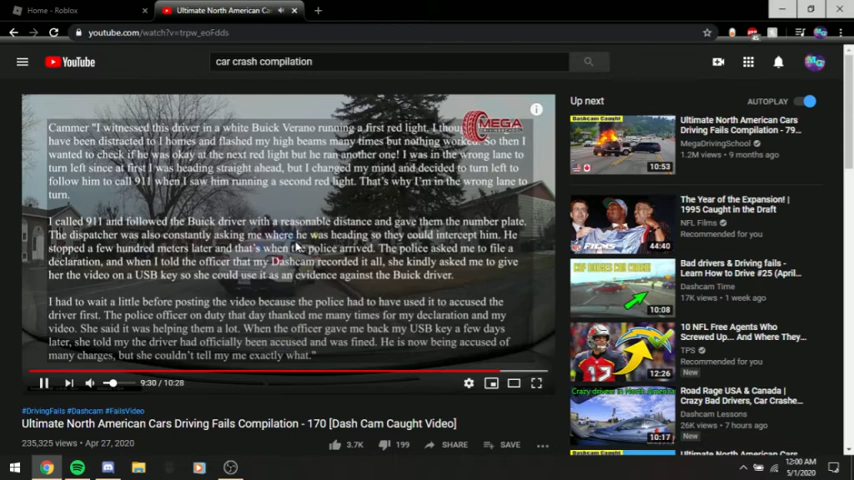 Home - Roblox
Ultimate North American Driving
youtube.com/watch?v=trpw_eoFdds
YouTube
car crash compilation
Cammer "I witnessed this driver in a white Buick Verano running a first red light. I
have been distracted to I homes and flashed my high beams many times but nothing worked. So then I
wanted to check if he was okay at the next red light but he ran another one! I was in the wrong lane to
turn left since at first I was heading straight ahead, but I changed my mind and decided to turn left to
follow him to call 911 when I saw him running a second red light. That's why I'm in the wrong lane to
turn.
MEGA
I called 911 and followed the Buick driver with a reasonable distance and gave them the number plate.
The dispatcher was also constantly asking me where he was heading so they could intercept him. He
stopped a few hundred meters later and that's when the police arrived. The police asked me to file a
declaration, and when I told the officer that my Dashcam recorded it all, she kindly asked me to give
her the video on a USB key so she could use it as an evidence against the Buick driver.
I had to wait a little before posting the video because the police had to have used it to accused the
driver first. The police officer on duty that day thanked me many times for my declaration and my
video. She said it was helping them a lot. When the officer gave me back my USB key a few days
later, she told my the driver had officially been accused and was fined. He is now being accused of
many charges, but she couldn't tell my me exactly what."
9:30 / 10:28
#DrivingFails #Dashcam #FailsVideo
Ultimate North American Cars Driving Fails Compilation - 170 [Dash Cam Caught Video]
235,325 views • Apr 27, 2020
3.7K
199
SHARE
SAVE
Up next
AUTOPLAY
Dashcam Caught
10:53
Ultimate North American Cars
Driving Fails Compilation - 79...
MegaDrivingSchool
1.2M views • 9 months ago
44:40
The Year of the Expansion! |
1995 Caught in the Draft
NFL Films
Recommended for you
10:08
Bad drivers & Driving fails -
Learn How to Drive #25 (April...
Dashcam Time
17K views • 1 week ago
12:26
10 NFL Free Agents Who
Screwed Up... And Where They...
TPS
Recommended for you
New
Crazy driver in North America
10:17
Road Rage USA & Canada |
Crazy Bad Drivers, Car Crashe...
Dashcam Lessons
26K views • 7 hours ago
New
Dashcam Caught
Ultimate North American Cars
12:00 AM
5/1/2020